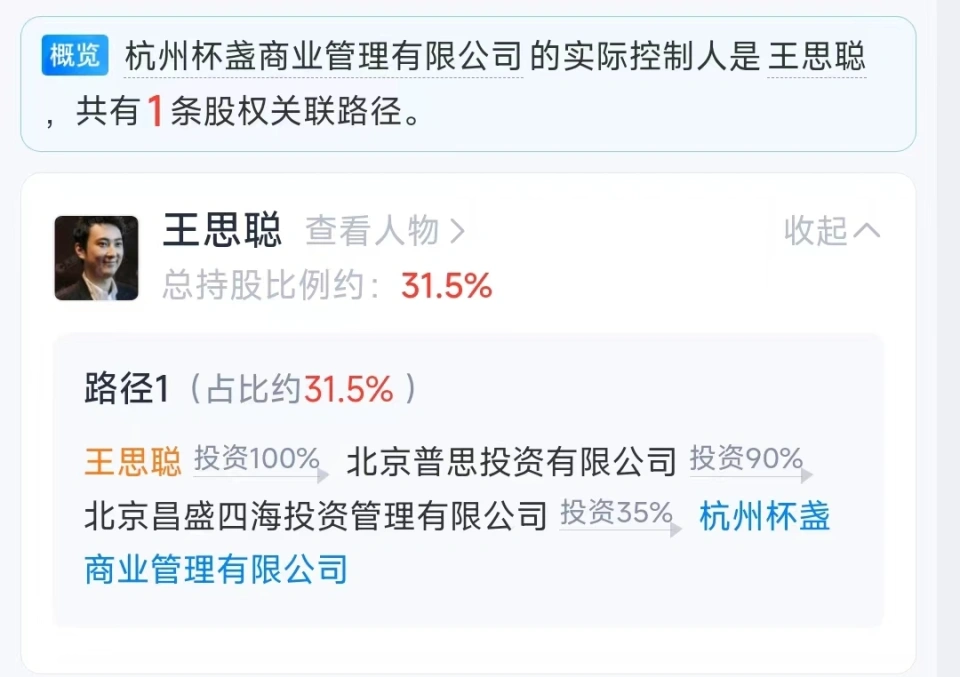 概览 杭州杯盏商业管理有限公司的实际控制人是王思聪
，共有1条股权关联路径。
王思聪 查看人物 收起
总持股比例约：31.5%
路径1（占比约31.5%）
王思聪 投资100% 北京普思投资有限公司 投资90%
北京昌盛四海投资管理有限公司 投资35% 杭州杯盏
商业管理有限公司